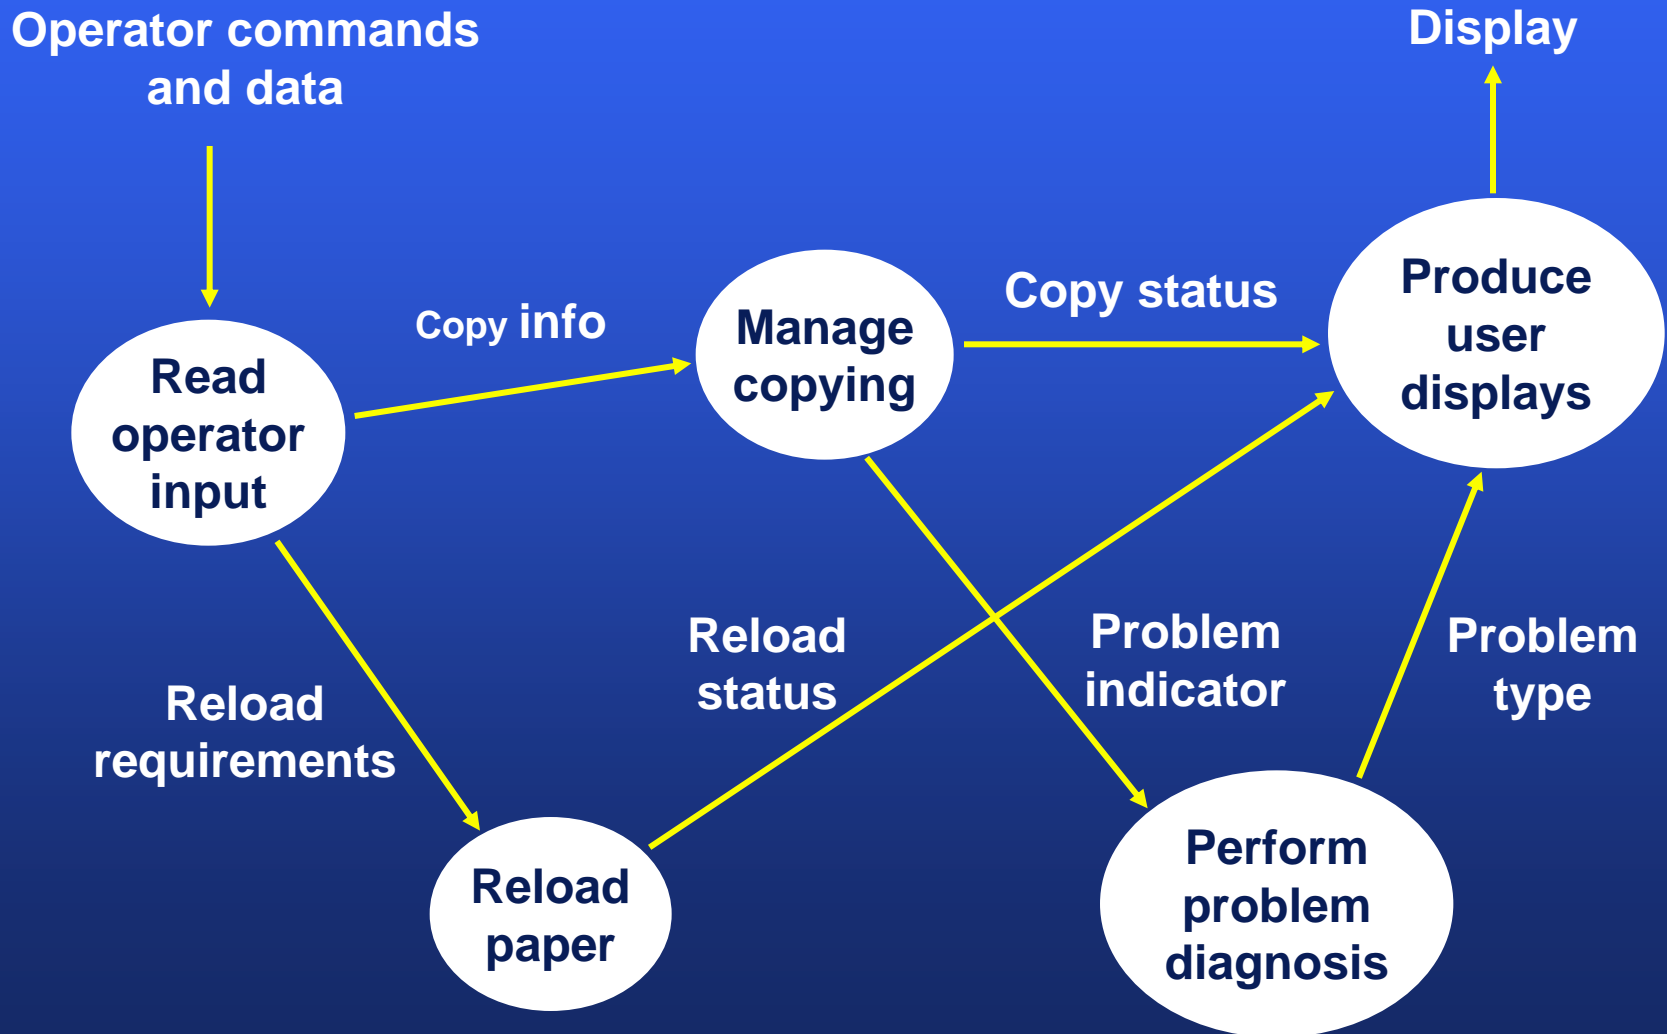 Operator commands
and data
Display
Copy info
Manage
copying
Copy status
Produce
user
displays
Read
operator
input
Reload
requirements
Reload
status
Problem
indicator
Problem
type
Reload
paper
Perform
problem
diagnosis